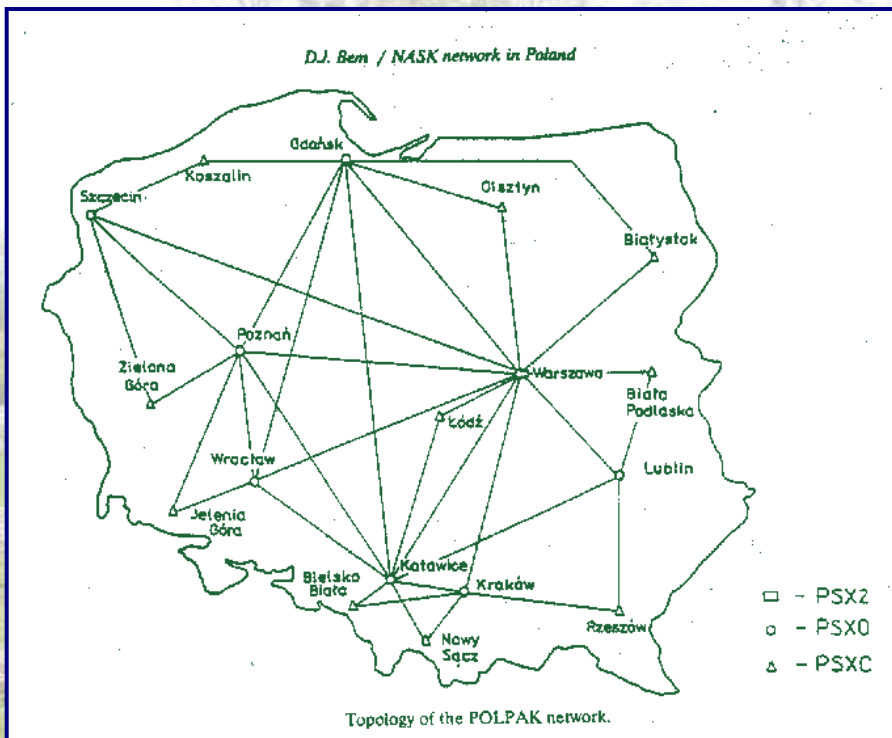 D.J. Bem / NASK network in Poland
Gdańsk
Koszalin
Szczecin
Olsztyn
Białystok
Poznań
Zielona
Góra
Warszawa
Biała
Podlaska
Łódź
Wrocław
Lublin
Jelenia
Góra
Katowice
Bielsko
Biała
Kraków
Rzeszów
Nowy
Sącz
▭ – PSX2
○ – PSX0
△ – PSXC
Topology of the POLPAK network.